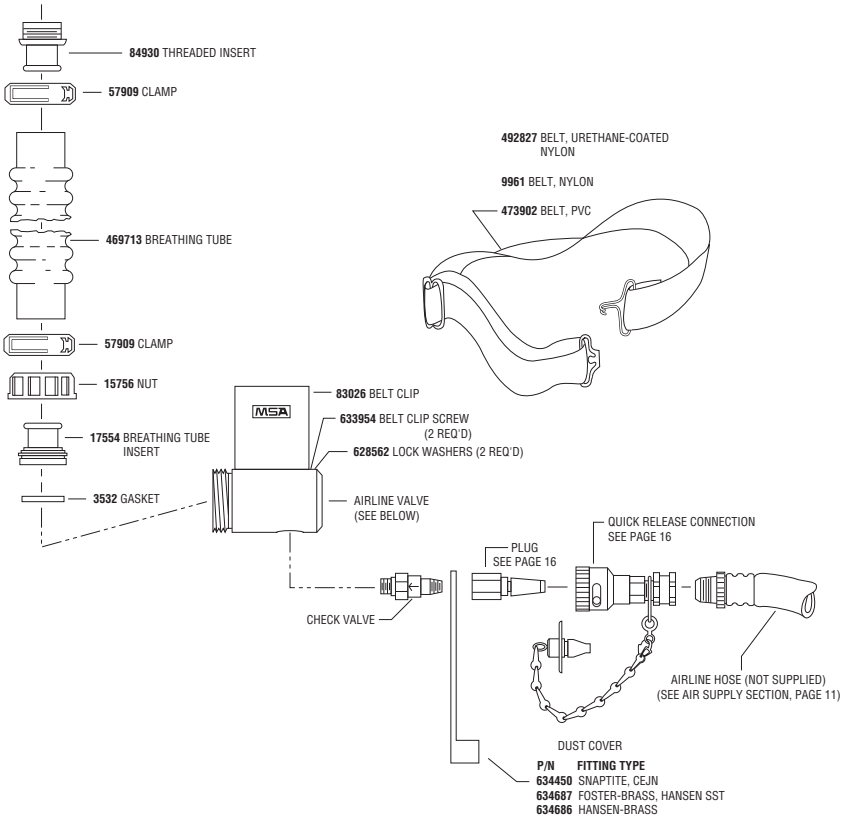 84930 THREADED INSERT
57909 CLAMP
492827 BELT, URETHANE-COATED
NYLON
9961 BELT, NYLON
473902 BELT, PVC
469713 BREATHING TUBE
57909 CLAMP
15756 NUT
83026 BELT CLIP
MSA
633954 BELT CLIP SCREW
(2 REQ'D)
17554 BREATHING TUBE
INSERT
628562 LOCK WASHERS (2 REQ'D)
3532 GASKET
AIRLINE VALVE
(SEE BELOW)
QUICK RELEASE CONNECTION
SEE PAGE 16
PLUG
SEE PAGE 16
CHECK VALVE
AIRLINE HOSE (NOT SUPPLIED)
(SEE AIR SUPPLY SECTION, PAGE 11)
DUST COVER
P/N FITTING TYPE
634450 SNAPTITE, CEJN
634687 FOSTER-BRASS, HANSEN SST
634686 HANSEN-BRASS